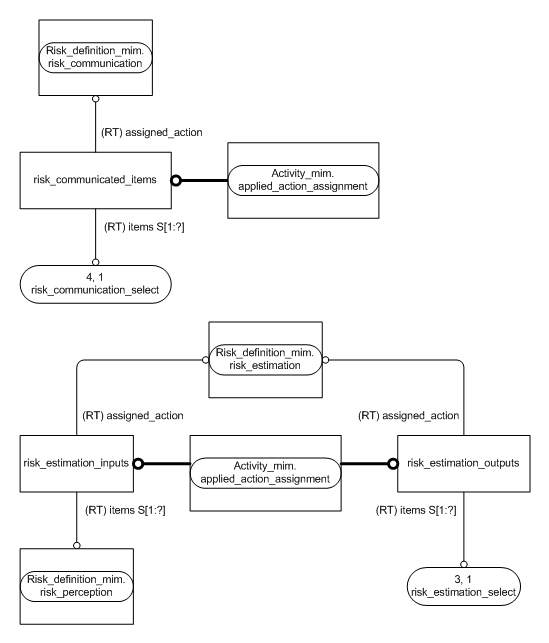 Risk_definition_mim.
risk_communication
(RT) assigned_action
risk_communicated_items
Activity_mim.
applied_action_assignment
(RT) items S[1:?]
4, 1
risk_communication_select
Risk_definition_mim.
risk_estimation
(RT) assigned_action
(RT) assigned_action
risk_estimation_inputs
Activity_mim.
applied_action_assignment
risk_estimation_outputs
(RT) items S[1:?]
(RT) items S[1:?]
Risk_definition_mim.
risk_perception
3, 1
risk_estimation_select